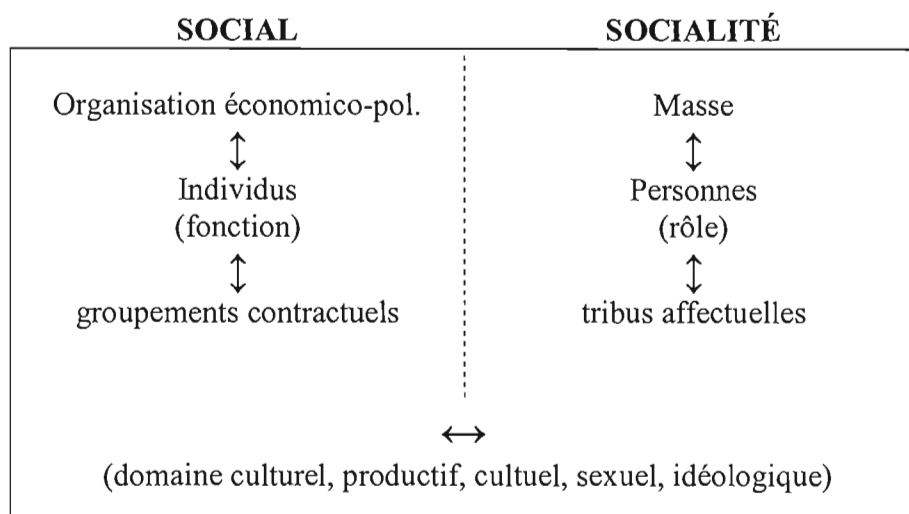 SOCIAL
SOCIALITÉ
Organisation économico-pol.
Individus
(fonction)
groupements contractuels
Masse
Personnes
(rôle)
tribus affectuelles
(domaine culturel, productif, cultuel, sexuel, idéologique)